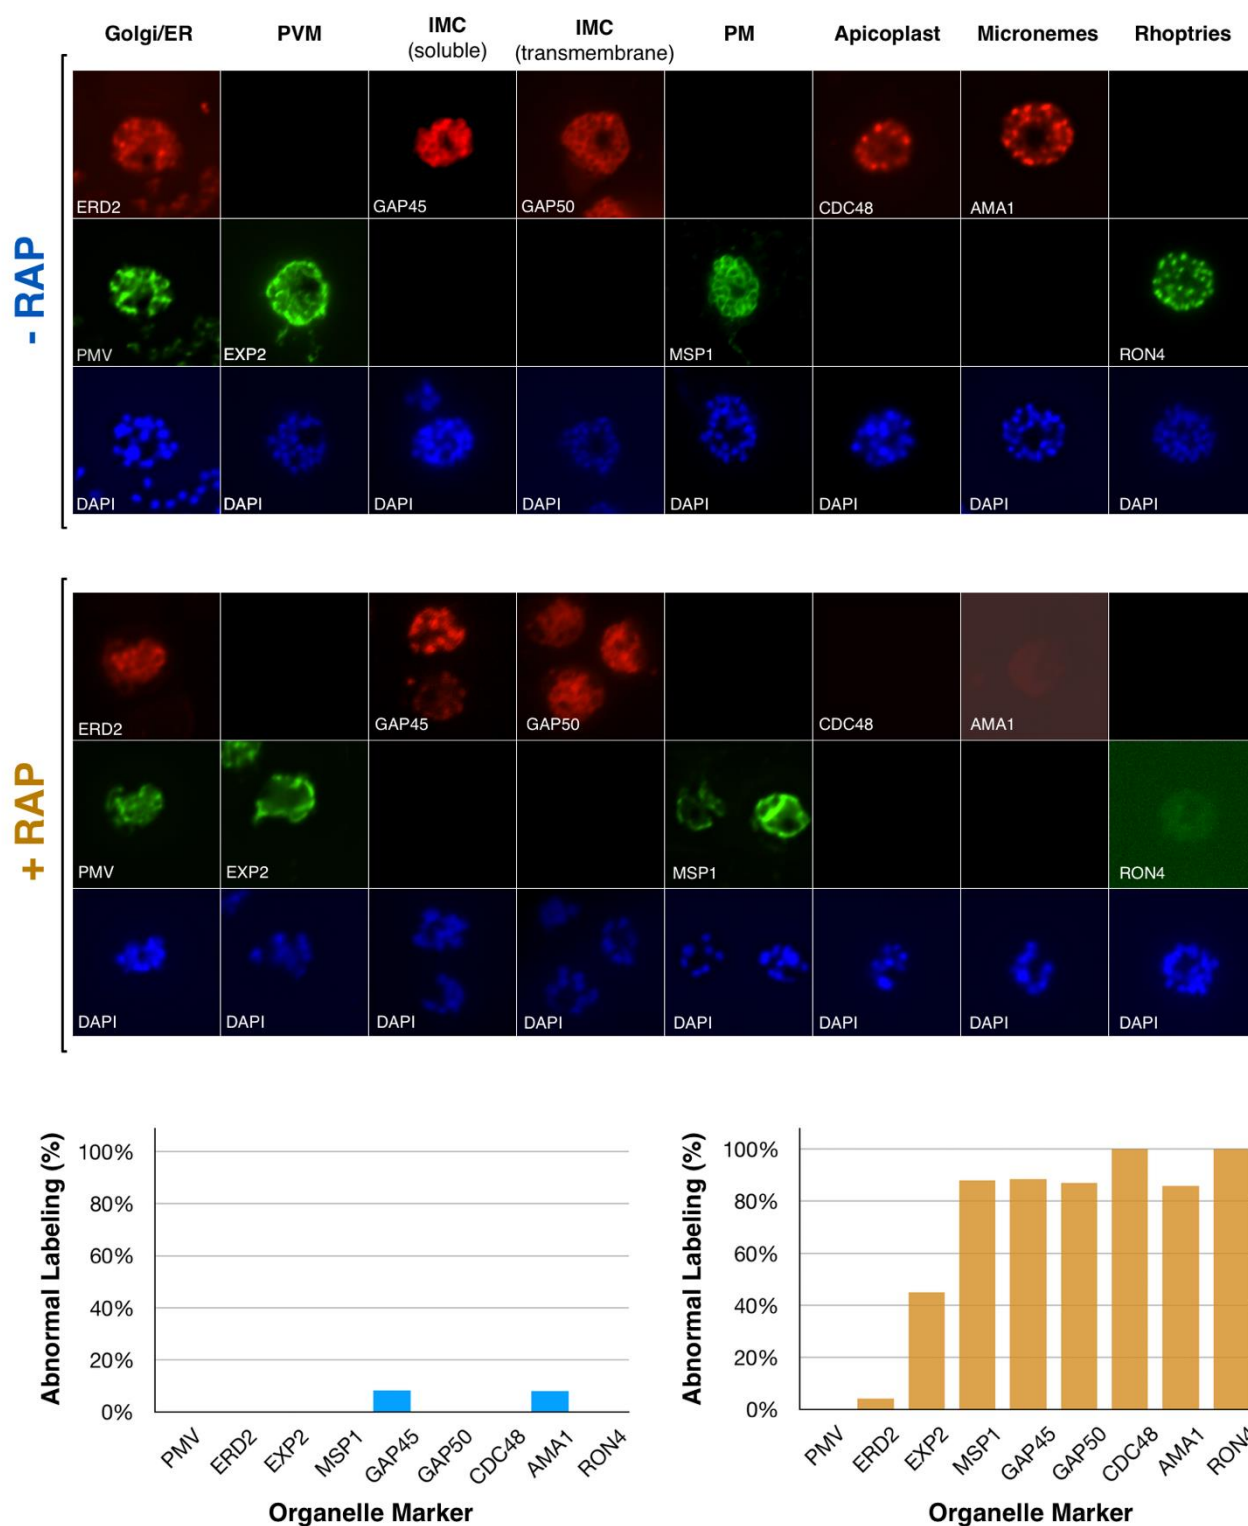 Golgi/ER PVM IMC IMC PM Apicoplast Micronemes Rhoptries
(soluble) (transmembrane)
- RAP
ERD2 GAP45 GAP50 CDC48 AMA1
PMV EXP2 MSP1 RON4
DAPI DAPI DAPI DAPI DAPI DAPI DAPI DAPI
+ RAP
ERD2 GAP45 GAP50 CDC48 AMA1
PMV EXP2 MSP1 RON4
DAPI DAPI DAPI DAPI DAPI DAPI DAPI DAPI
Abnormal Labeling (%)
100%
80%
60%
40%
20%
0%
PMV ERD2 EXP2 MSP1 GAP45 GAP50 CDC48 AMA1 RON4
Organelle Marker
Abnormal Labeling (%)
100%
80%
60%
40%
20%
0%
PMV ERD2 EXP2 MSP1 GAP45 GAP50 CDC48 AMA1 RON4
Organelle Marker